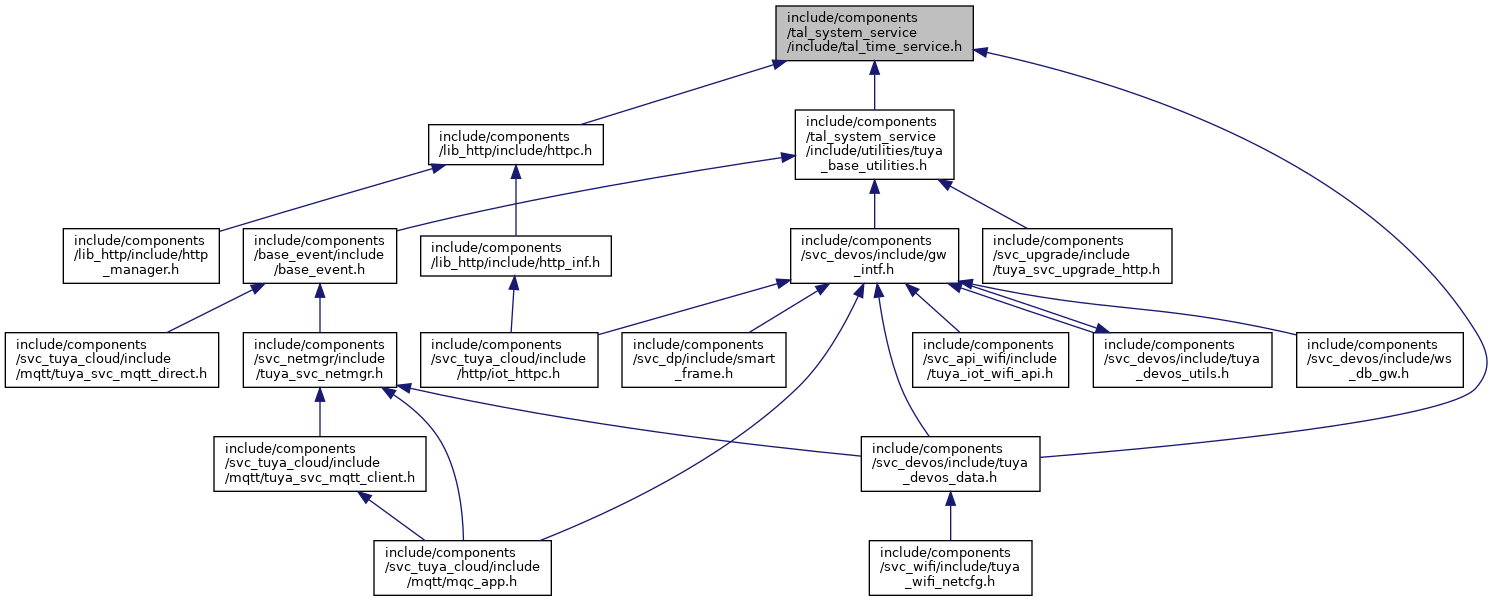 include/components
/tal_system_service
/include/tal_time_service.h
include/components
/lib_http/include/httpc.h
include/components
/tal_system_service
/include/utilities/tuya
_base_utilities.h
include/components
/lib_http/include/http
_manager.h
include/components
/base_event/include
/base_event.h
include/components
/lib_http/include/http_inf.h
include/components
/svc_devos/include/gw
_intf.h
include/components
/svc_upgrade/include
/tuya_svc_upgrade_http.h
include/components
/svc_tuya_cloud/include
/mqtt/tuya_svc_mqtt_direct.h
include/components
/svc_netmgr/include
/tuya_svc_netmgr.h
include/components
/svc_tuya_cloud/include
/http/iot_httpc.h
include/components
/svc_dp/include/smart
_frame.h
include/components
/svc_api_wifi/include
/tuya_iot_wifi_api.h
include/components
/svc_devos/include/tuya
_devos_utils.h
include/components
/svc_devos/include/ws
_db_gw.h
include/components
/svc_tuya_cloud/include
/mqtt/tuya_svc_mqtt_client.h
include/components
/svc_devos/include/tuya
_devos_data.h
include/components
/svc_tuya_cloud/include
/mqtt/mqc_app.h
include/components
/svc_wifi/include/tuya
_wifi_netcfg.h